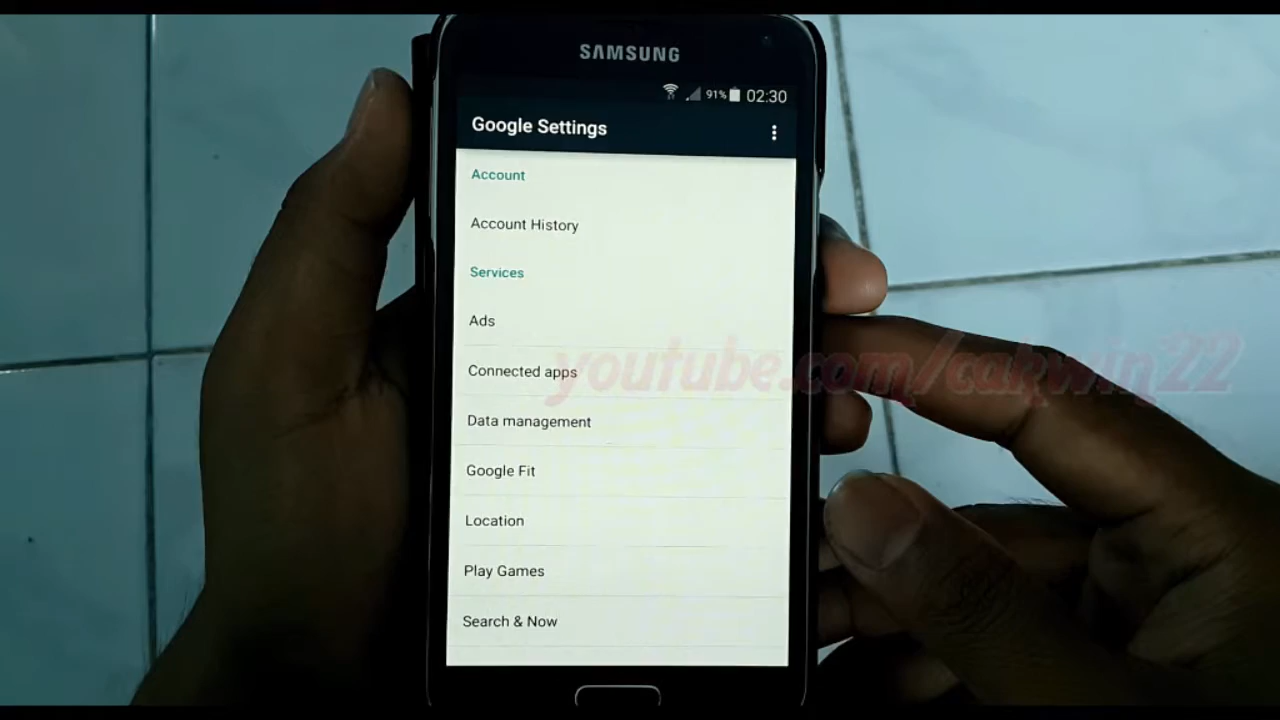 SAMSUNG
91% 02:30
Google Settings
Account
Account History
Services
Ads
Connected apps
youtube.com/cakwin22
Data management
Google Fit
Location
Play Games
Search & Now